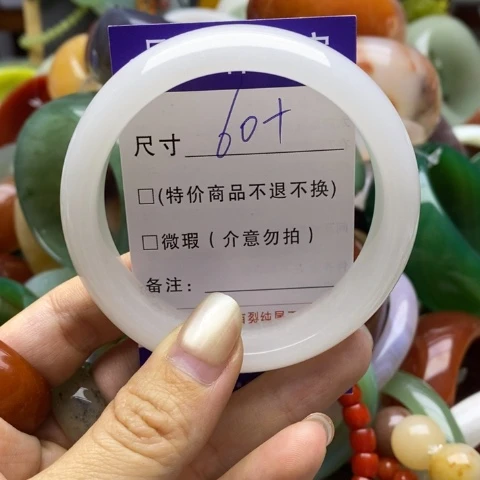 尺寸 60+
□(特价商品不退不换)
□微瑕(介意勿拍)
备注: